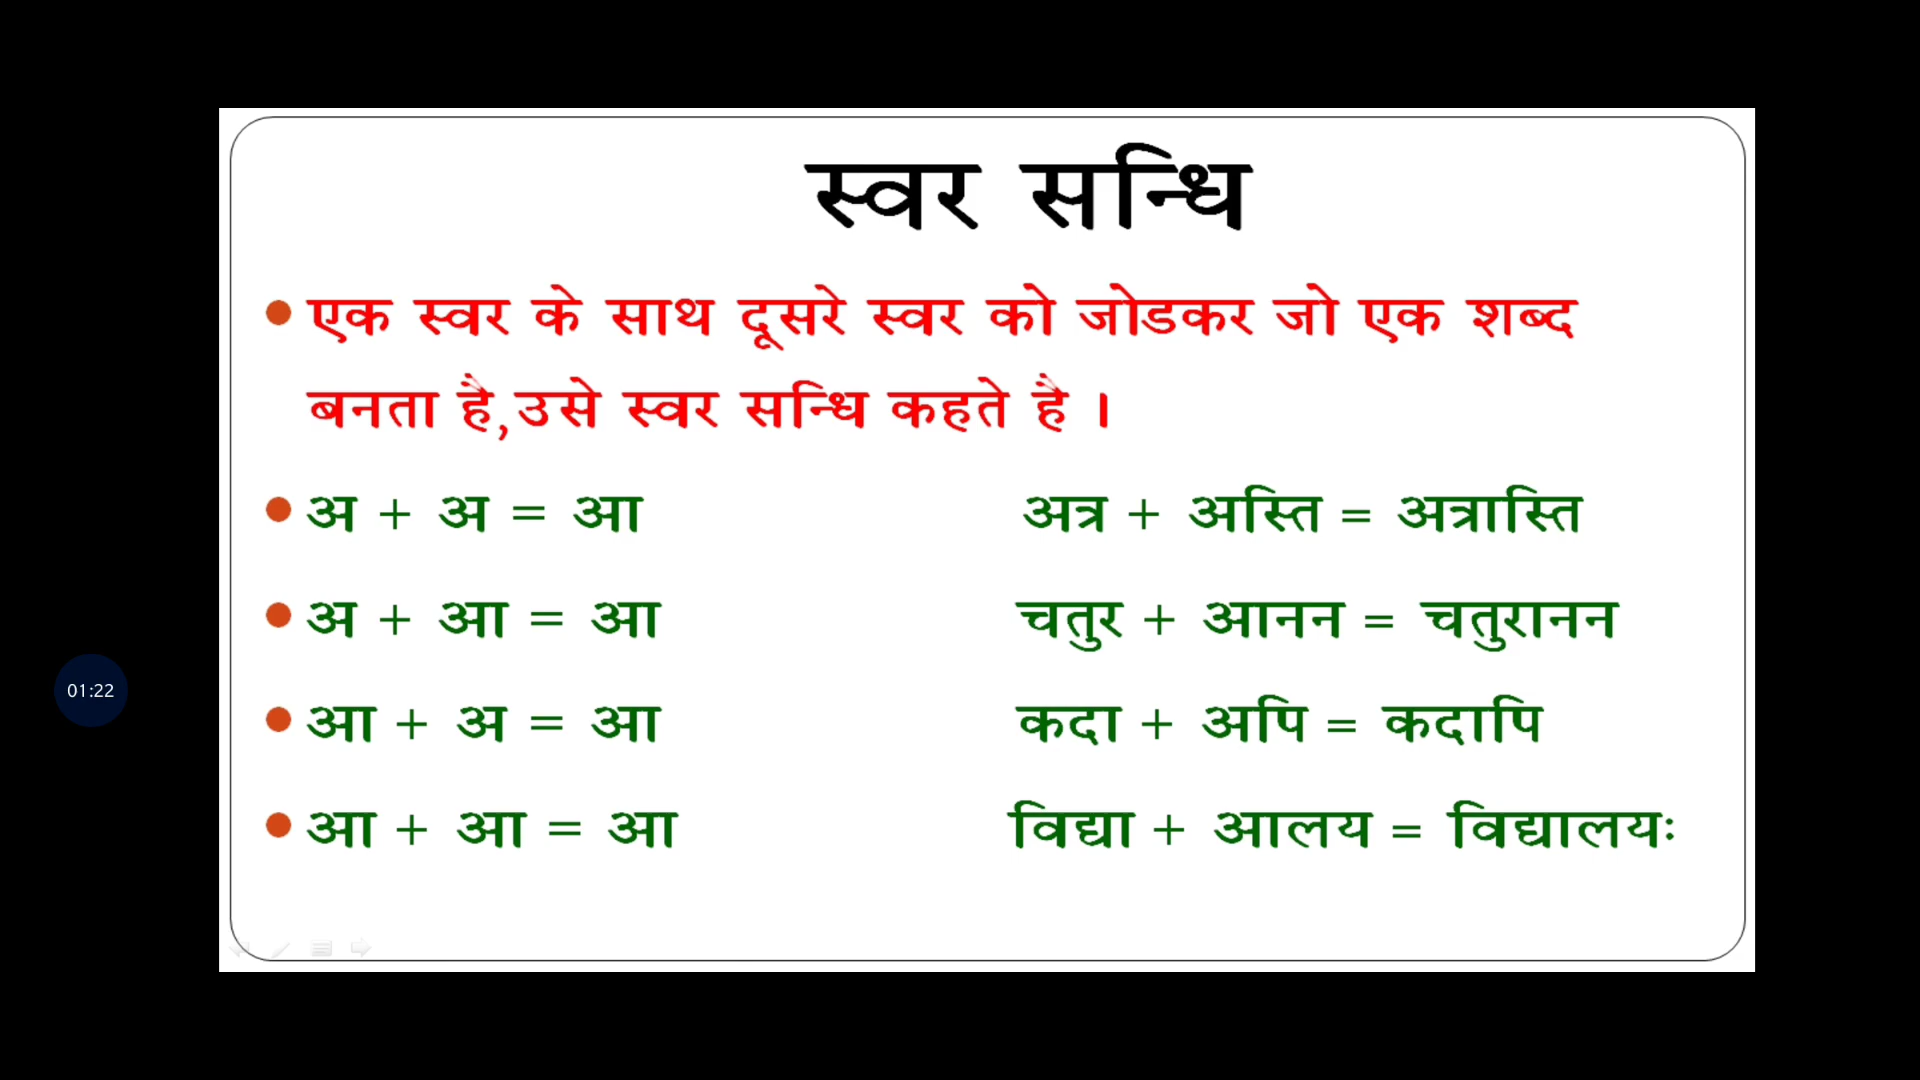 स्वर सन्धि
एक स्वर के साथ दूसरे स्वर को जोडकर जो एक शब्द
बनता है,उसे स्वर सन्धि कहते है ।
अ + अ = आ अत्र + अस्ति = अत्रास्ति
अ + आ = आ चतुर + आनन = चतुरानन
01:22
आ + अ = आ कदा + अपि = कदापि
आ + आ = आ विद्या + आलय = विद्यालयः